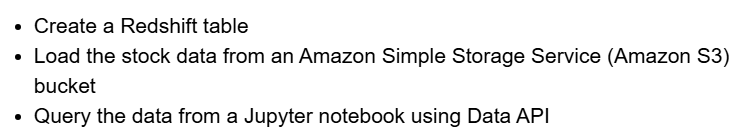 • Create a Redshift table
• Load the stock data from an Amazon Simple Storage Service (Amazon S3)
bucket
• Query the data from a Jupyter notebook using Data API